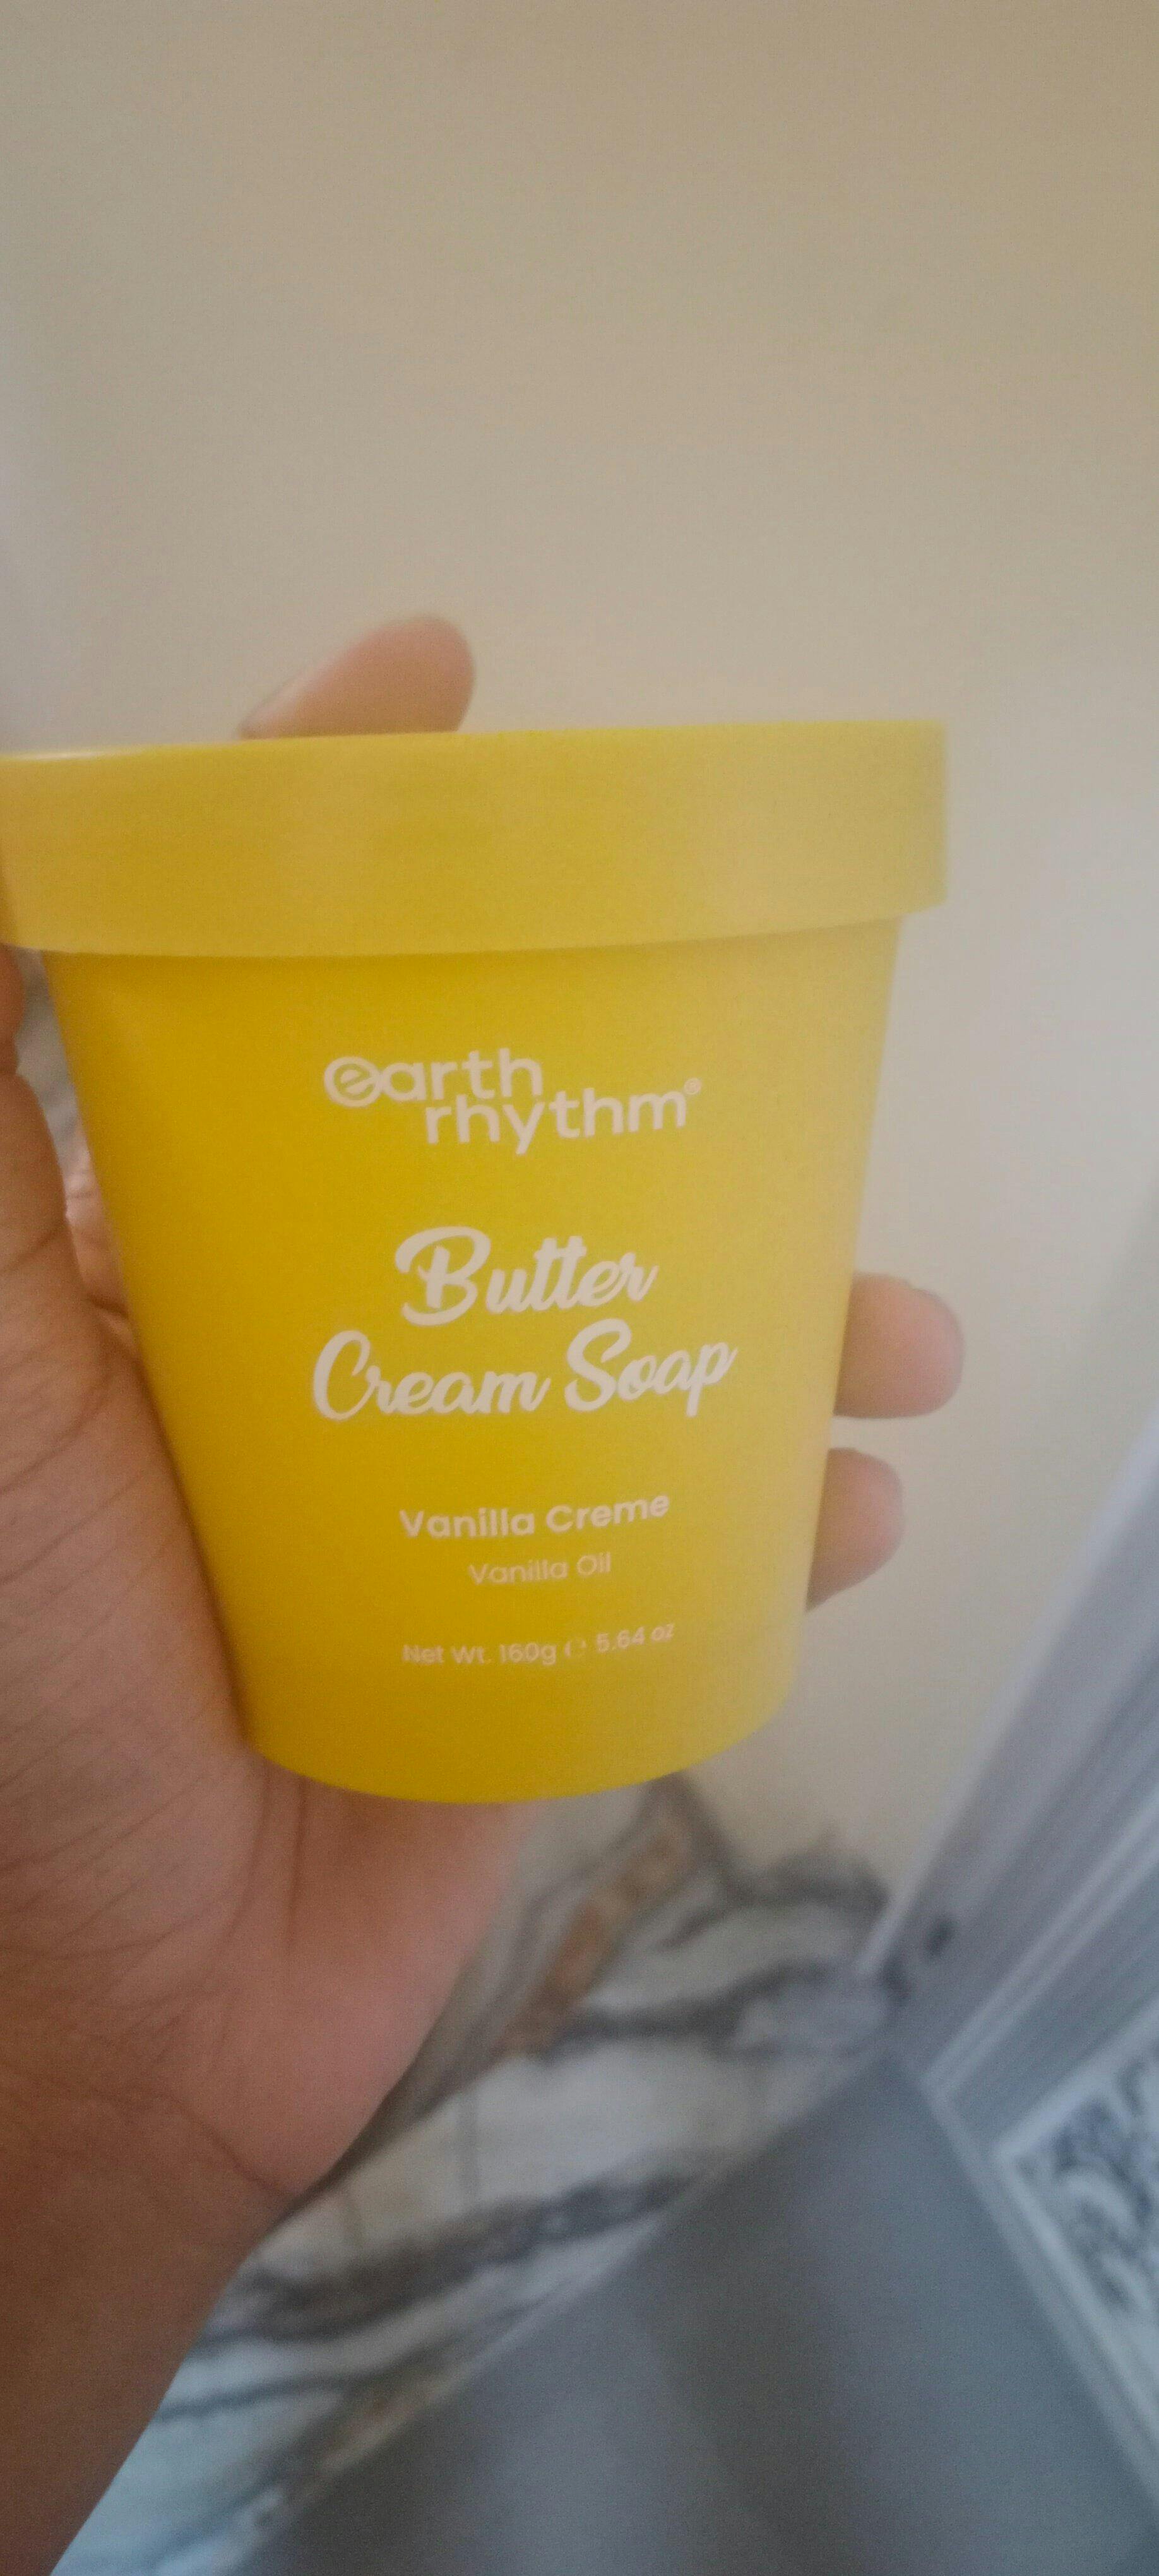 earth
rhythm®
Butter
Cream Soap
Vanilla Creme
Vanilla Oil
Net Wt. 160g ℮ 5.64 oz